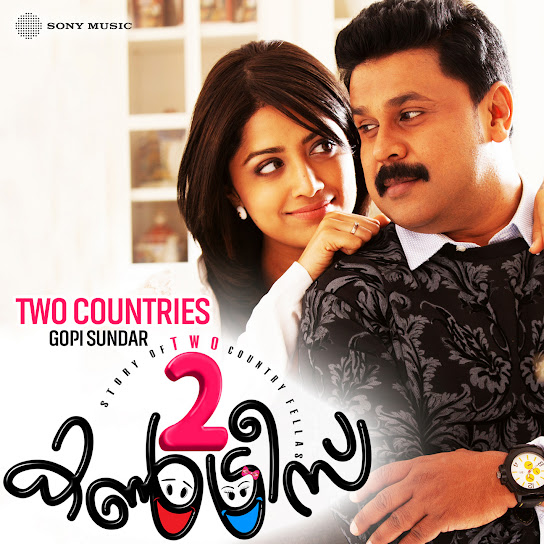 SONY MUSIC
TWO COUNTRIES
GOPI SUNDAR
STORY OF TWO COUNTRY FELLAS
2
കൺട്രീസ്